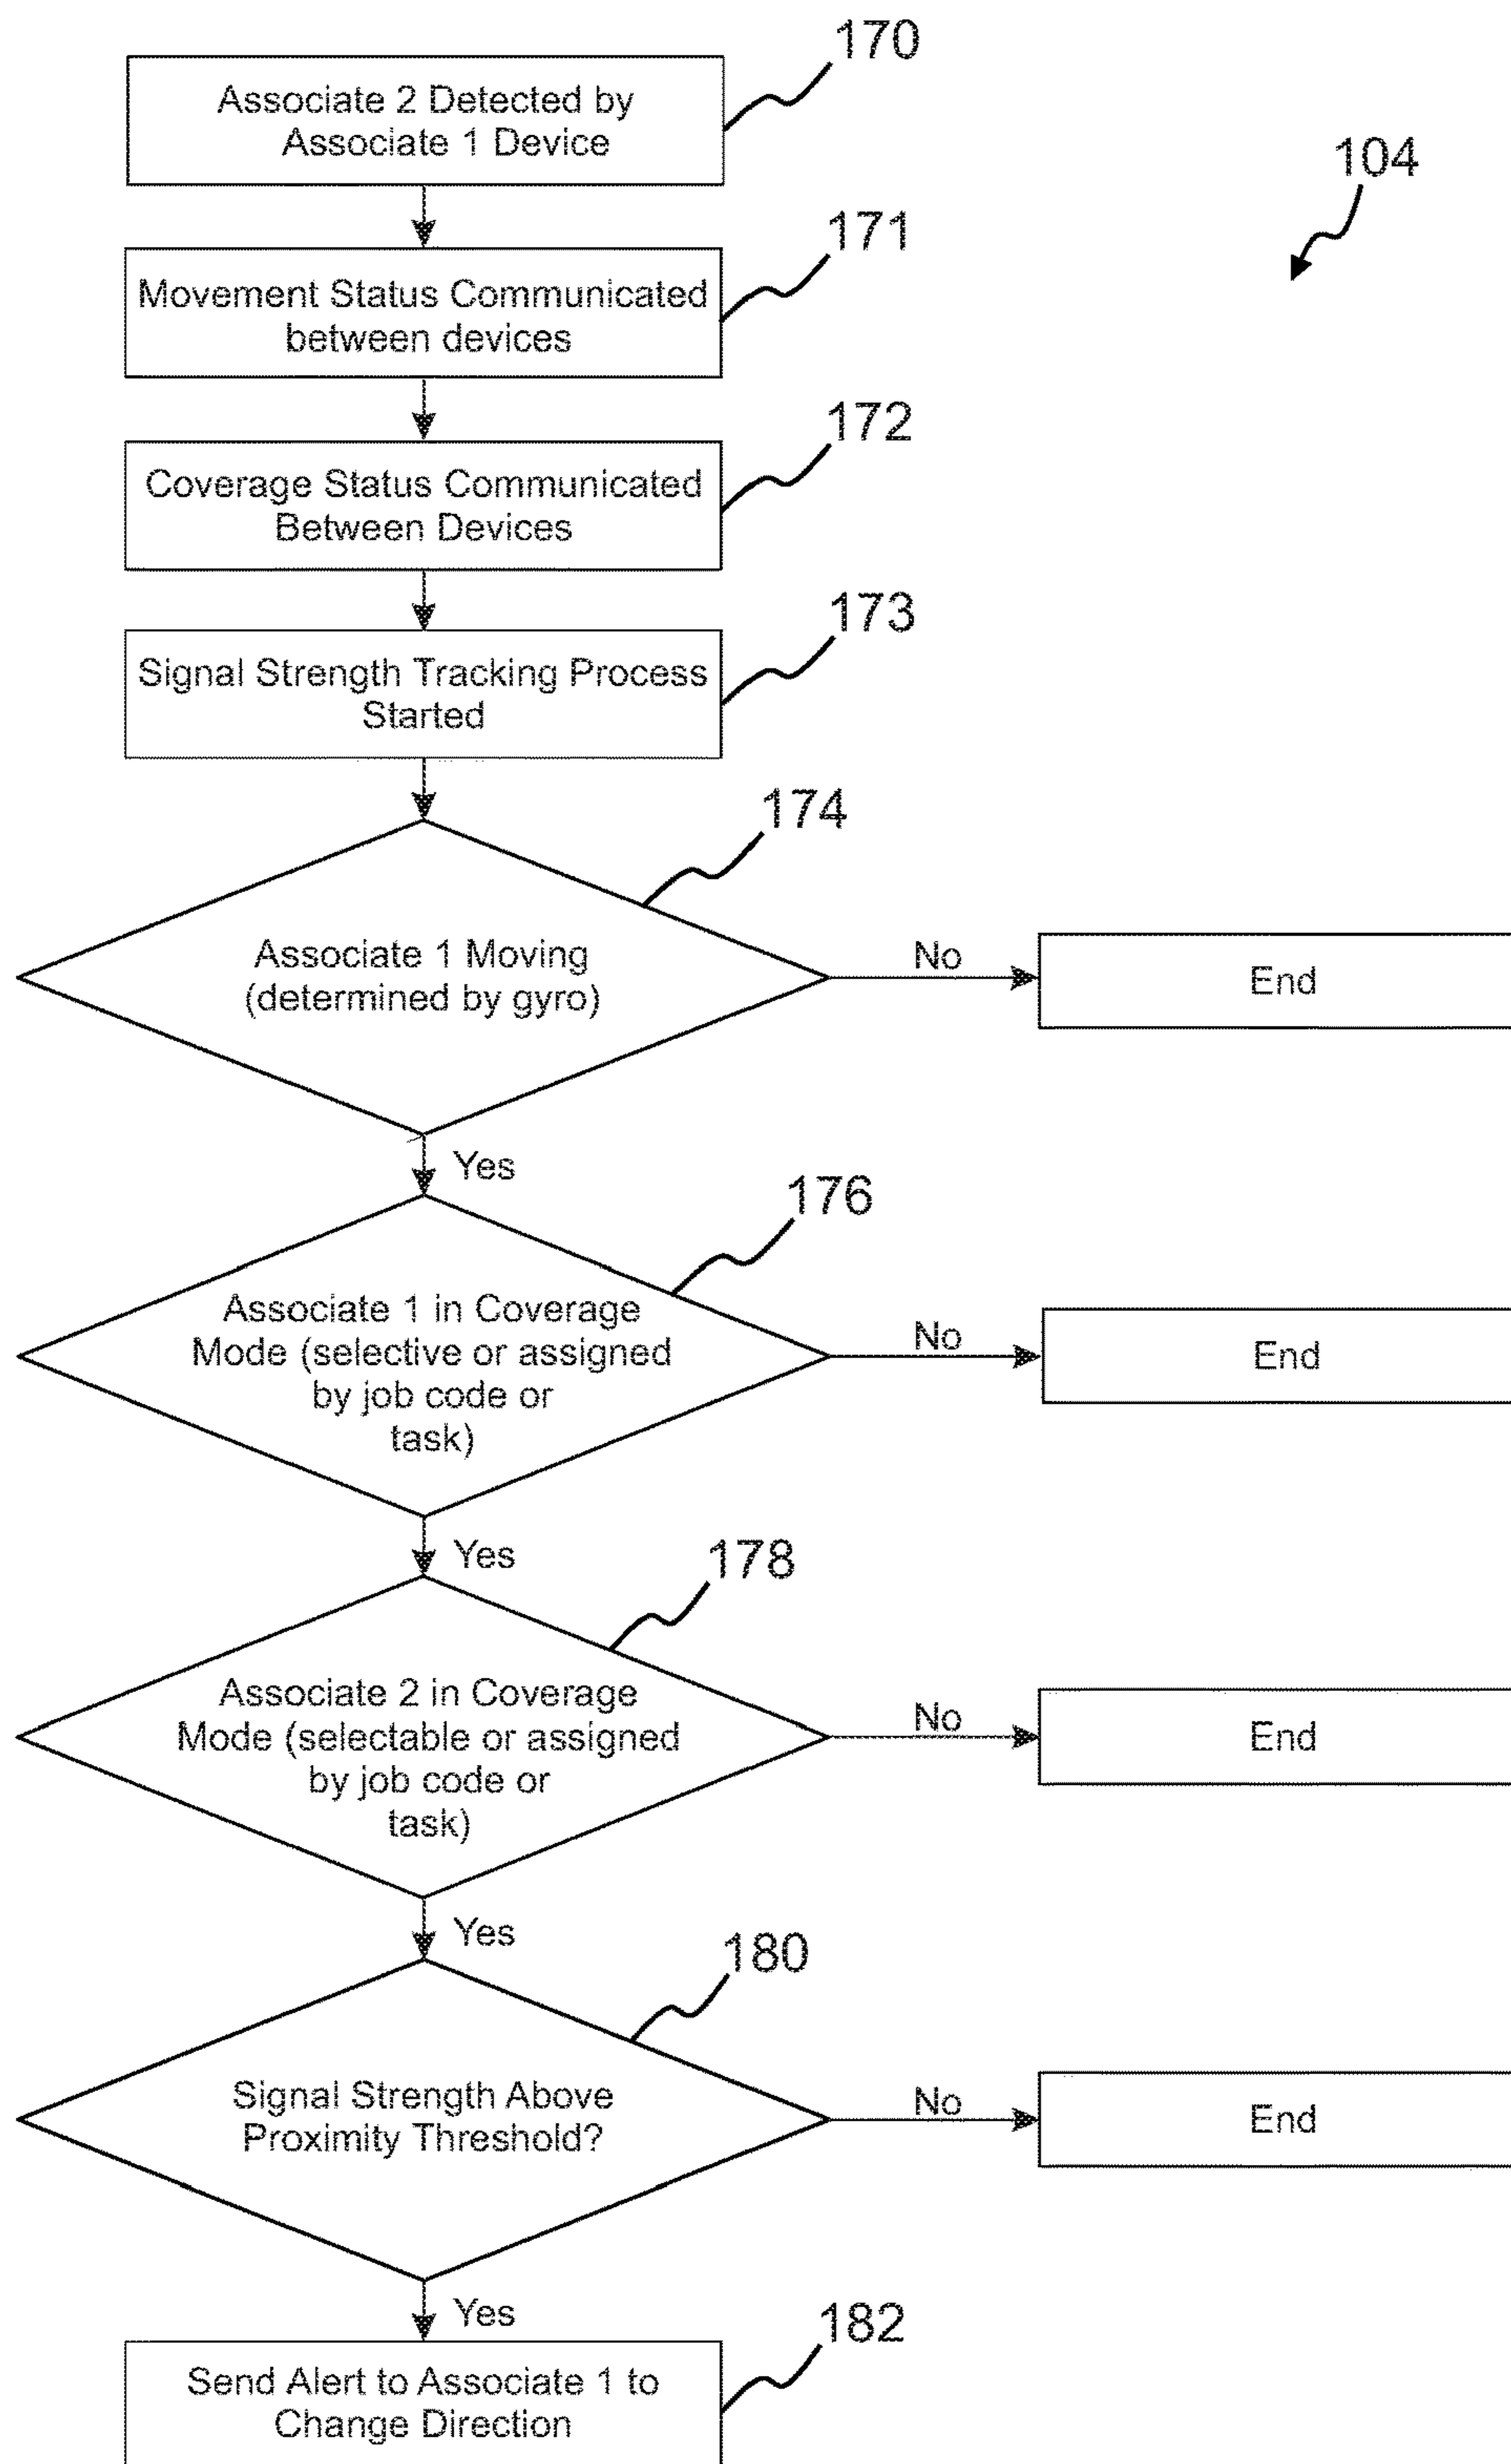 170
Associate 2 Detected by
Associate 1 Device
104
171
Movement Status Communicated
between devices
172
Coverage Status Communicated
Between Devices
173
Signal Strength Tracking Process
Started
174
Associate 1 Moving
(determined by gyro)
No
End
Yes
176
Associate 1 in Coverage
Mode (selective or assigned
by job code or
task)
No
End
Yes
178
Associate 2 in Coverage
Mode (selectable or assigned
by job code or
task)
No
End
Yes
180
Signal Strength Above
Proximity Threshold?
No
End
Yes
182
Send Alert to Associate 1 to
Change Direction